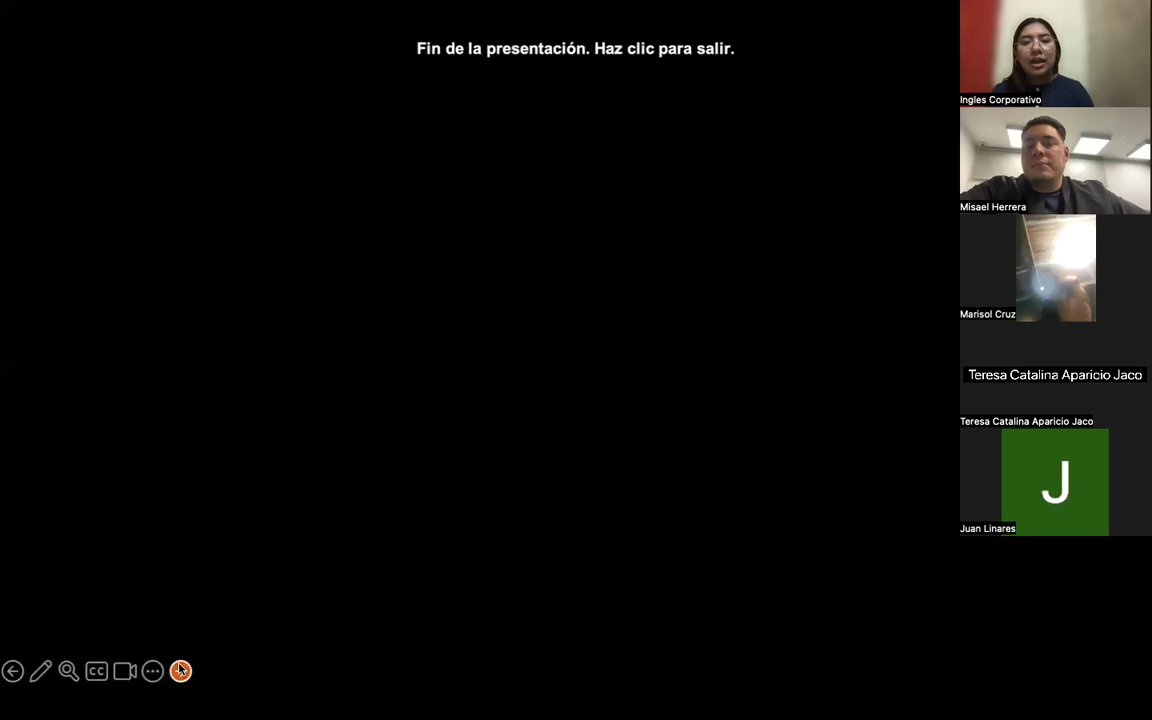 Fin de la presentación. Haz clic para salir.
Ingles Corporativo
Misael Herrera
Marisol Cruz
Teresa Catalina Aparicio Jaco
Teresa Catalina Aparicio Jaco
J
Juan Linares
CC